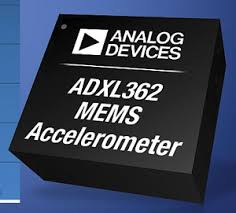 ANALOG
DEVICES
ADXL362
MEMS
Accelerometer